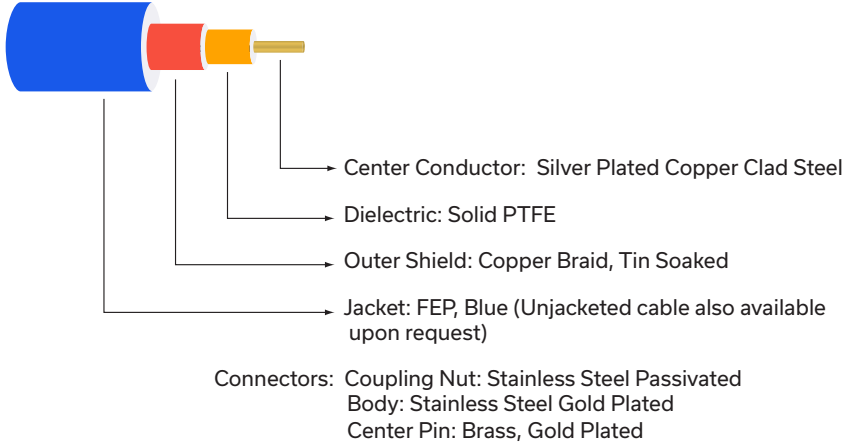 Center Conductor: Silver Plated Copper Clad Steel
Dielectric: Solid PTFE
Outer Shield: Copper Braid, Tin Soaked
Jacket: FEP, Blue (Unjacketed cable also available
upon request)
Connectors: Coupling Nut: Stainless Steel Passivated
Body: Stainless Steel Gold Plated
Center Pin: Brass, Gold Plated